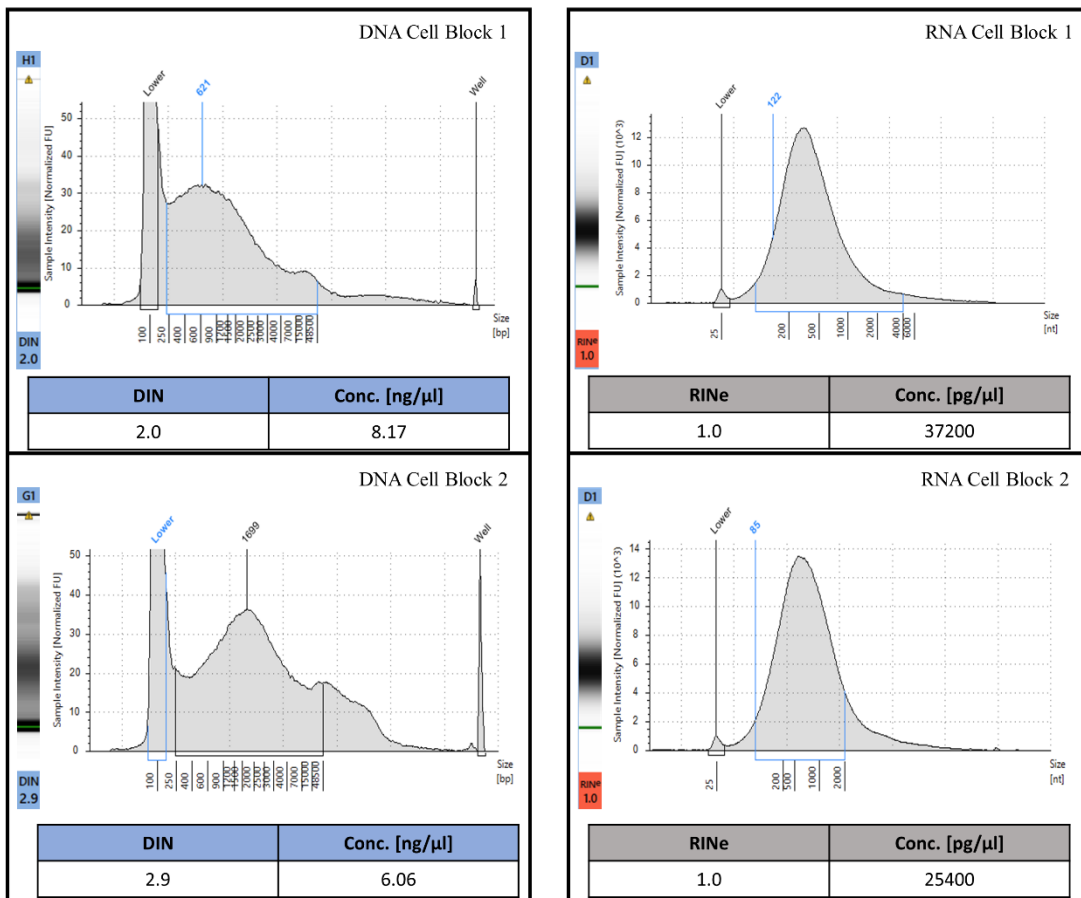 DNA Cell Block 1
H1
Lower
621
Well
50
40
30
20
10
0
Sample Intensity [Normalized FU]
100
250
400
600
900
1200
1500
2000
2500
3000
4000
7000
15000
48500
Size
[bp]
DIN
2.0
DIN Conc. [ng/µl]
2.0 8.17
RNA Cell Block 1
D1
Lower
122
12
10
8
6
4
2
0
Sample Intensity [Normalized FU] (10^3)
25
200
500
1000
2000
4000
6000
Size
[nt]
RINe
1.0
RINe Conc. [pg/µl]
1.0 37200
DNA Cell Block 2
G1
Lower
1699
Well
50
40
30
20
10
0
Sample Intensity [Normalized FU]
100
250
400
600
900
1200
1500
2000
2500
3000
4000
7000
15000
48500
Size
[bp]
DIN
2.9
DIN Conc. [ng/µl]
2.9 6.06
RNA Cell Block 2
D1
Lower
85
14
12
10
8
6
4
2
0
Sample Intensity [Normalized FU] (10^3)
25
200
500
1000
2000
Size
[nt]
RINe
1.0
RINe Conc. [pg/µl]
1.0 25400